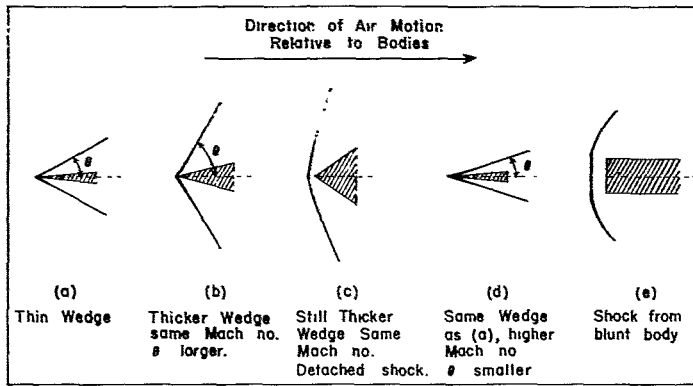 Direction of Air Motion
Relative to Bodies
θ
θ
θ
(a)
(b)
(c)
(d)
(e)
Thin Wedge
Thicker Wedge
same Mach no.
θ larger.
Still Thicker
Wedge Same
Mach no.
Detached shock.
Same Wedge
as (a), higher
Mach no
θ smaller
Shock from
blunt body